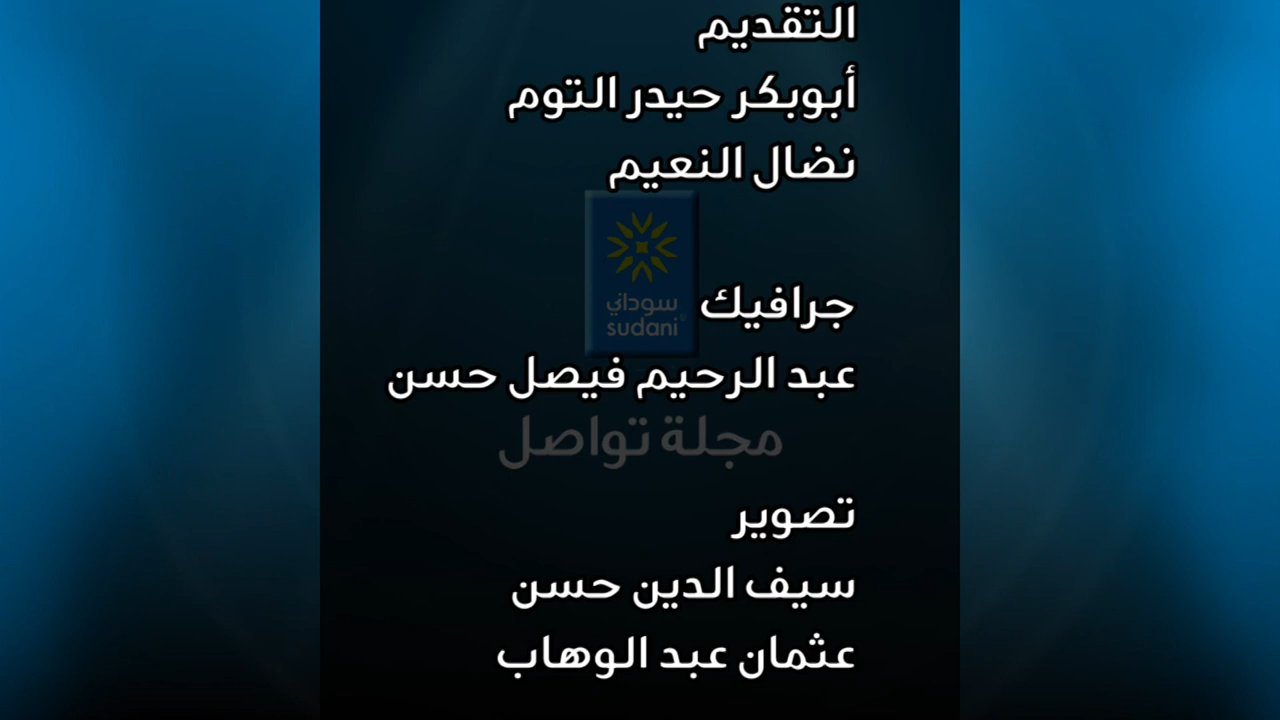 التقديم
أبوبكر حيدر التوم
نضال النعيم
جرافيك
سوداني
sudani
عبد الرحيم فيصل حسن
مجلة تواصل
تصوير
سيف الدين حسن
عثمان عبد الوهاب